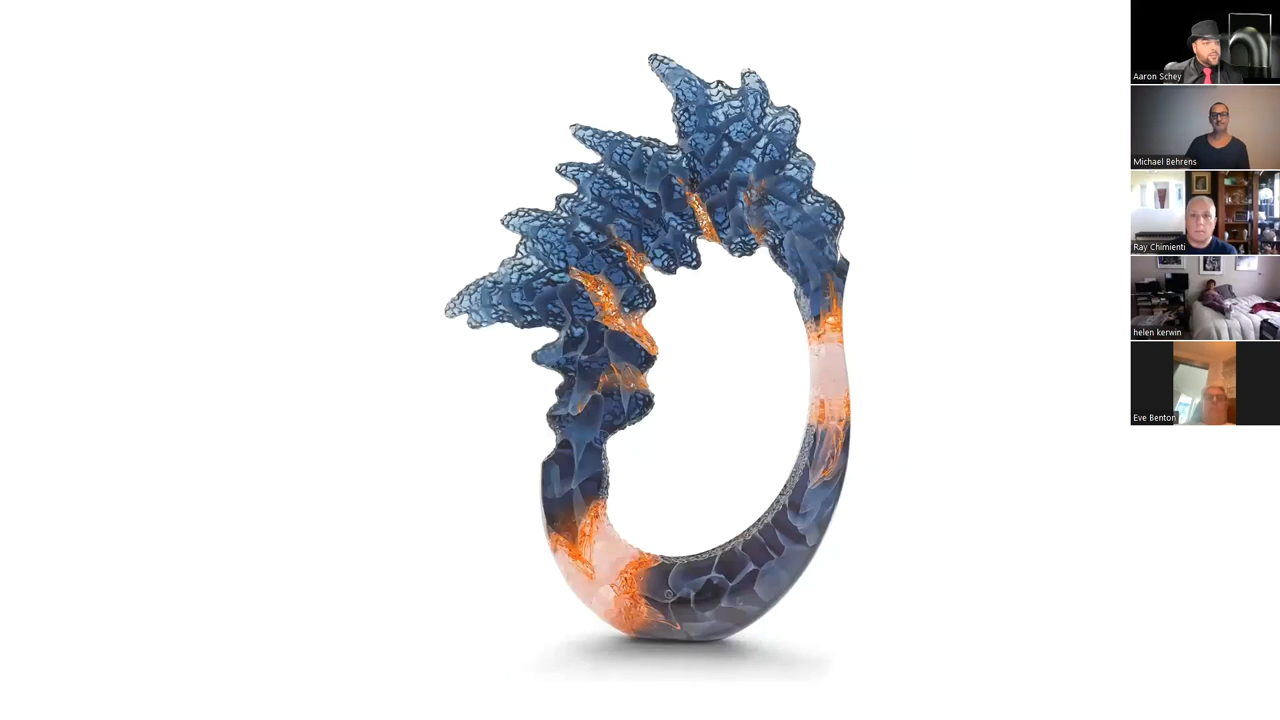 Aaron Schey
Michael Behrens
Ray Chimienti
helen kerwin
Eve Benton